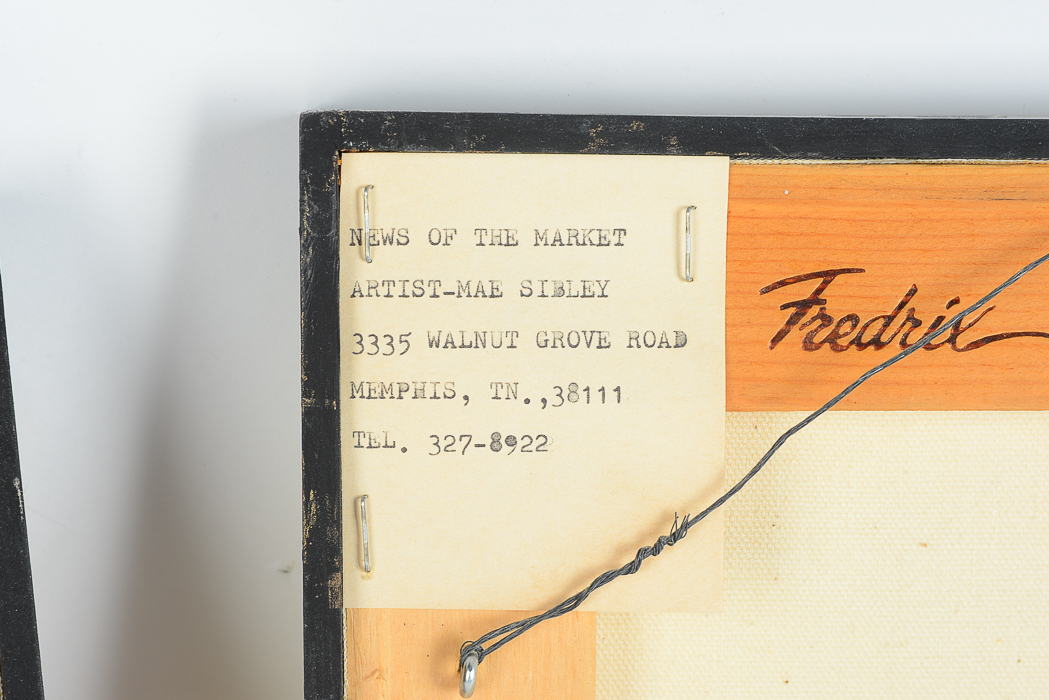 NEWS OF THE MARKET
ARTIST-MAE SIBLEY
3335 WALNUT GROVE ROAD
MEMPHIS, TN.,38111
TEL. 327-8922
Fredrix